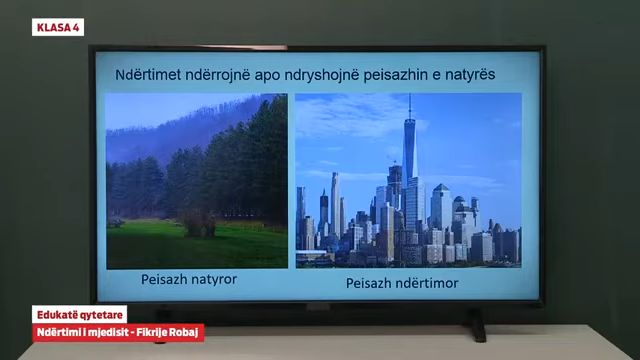 KLASA 4
Ndërtimet ndërrojnë apo ndryshojnë peisazhin e natyrës
Peisazh natyror
Peisazh ndërtimor
Edukatë qytetare
Ndërtimi i mjedisit - Fikrije Robaj